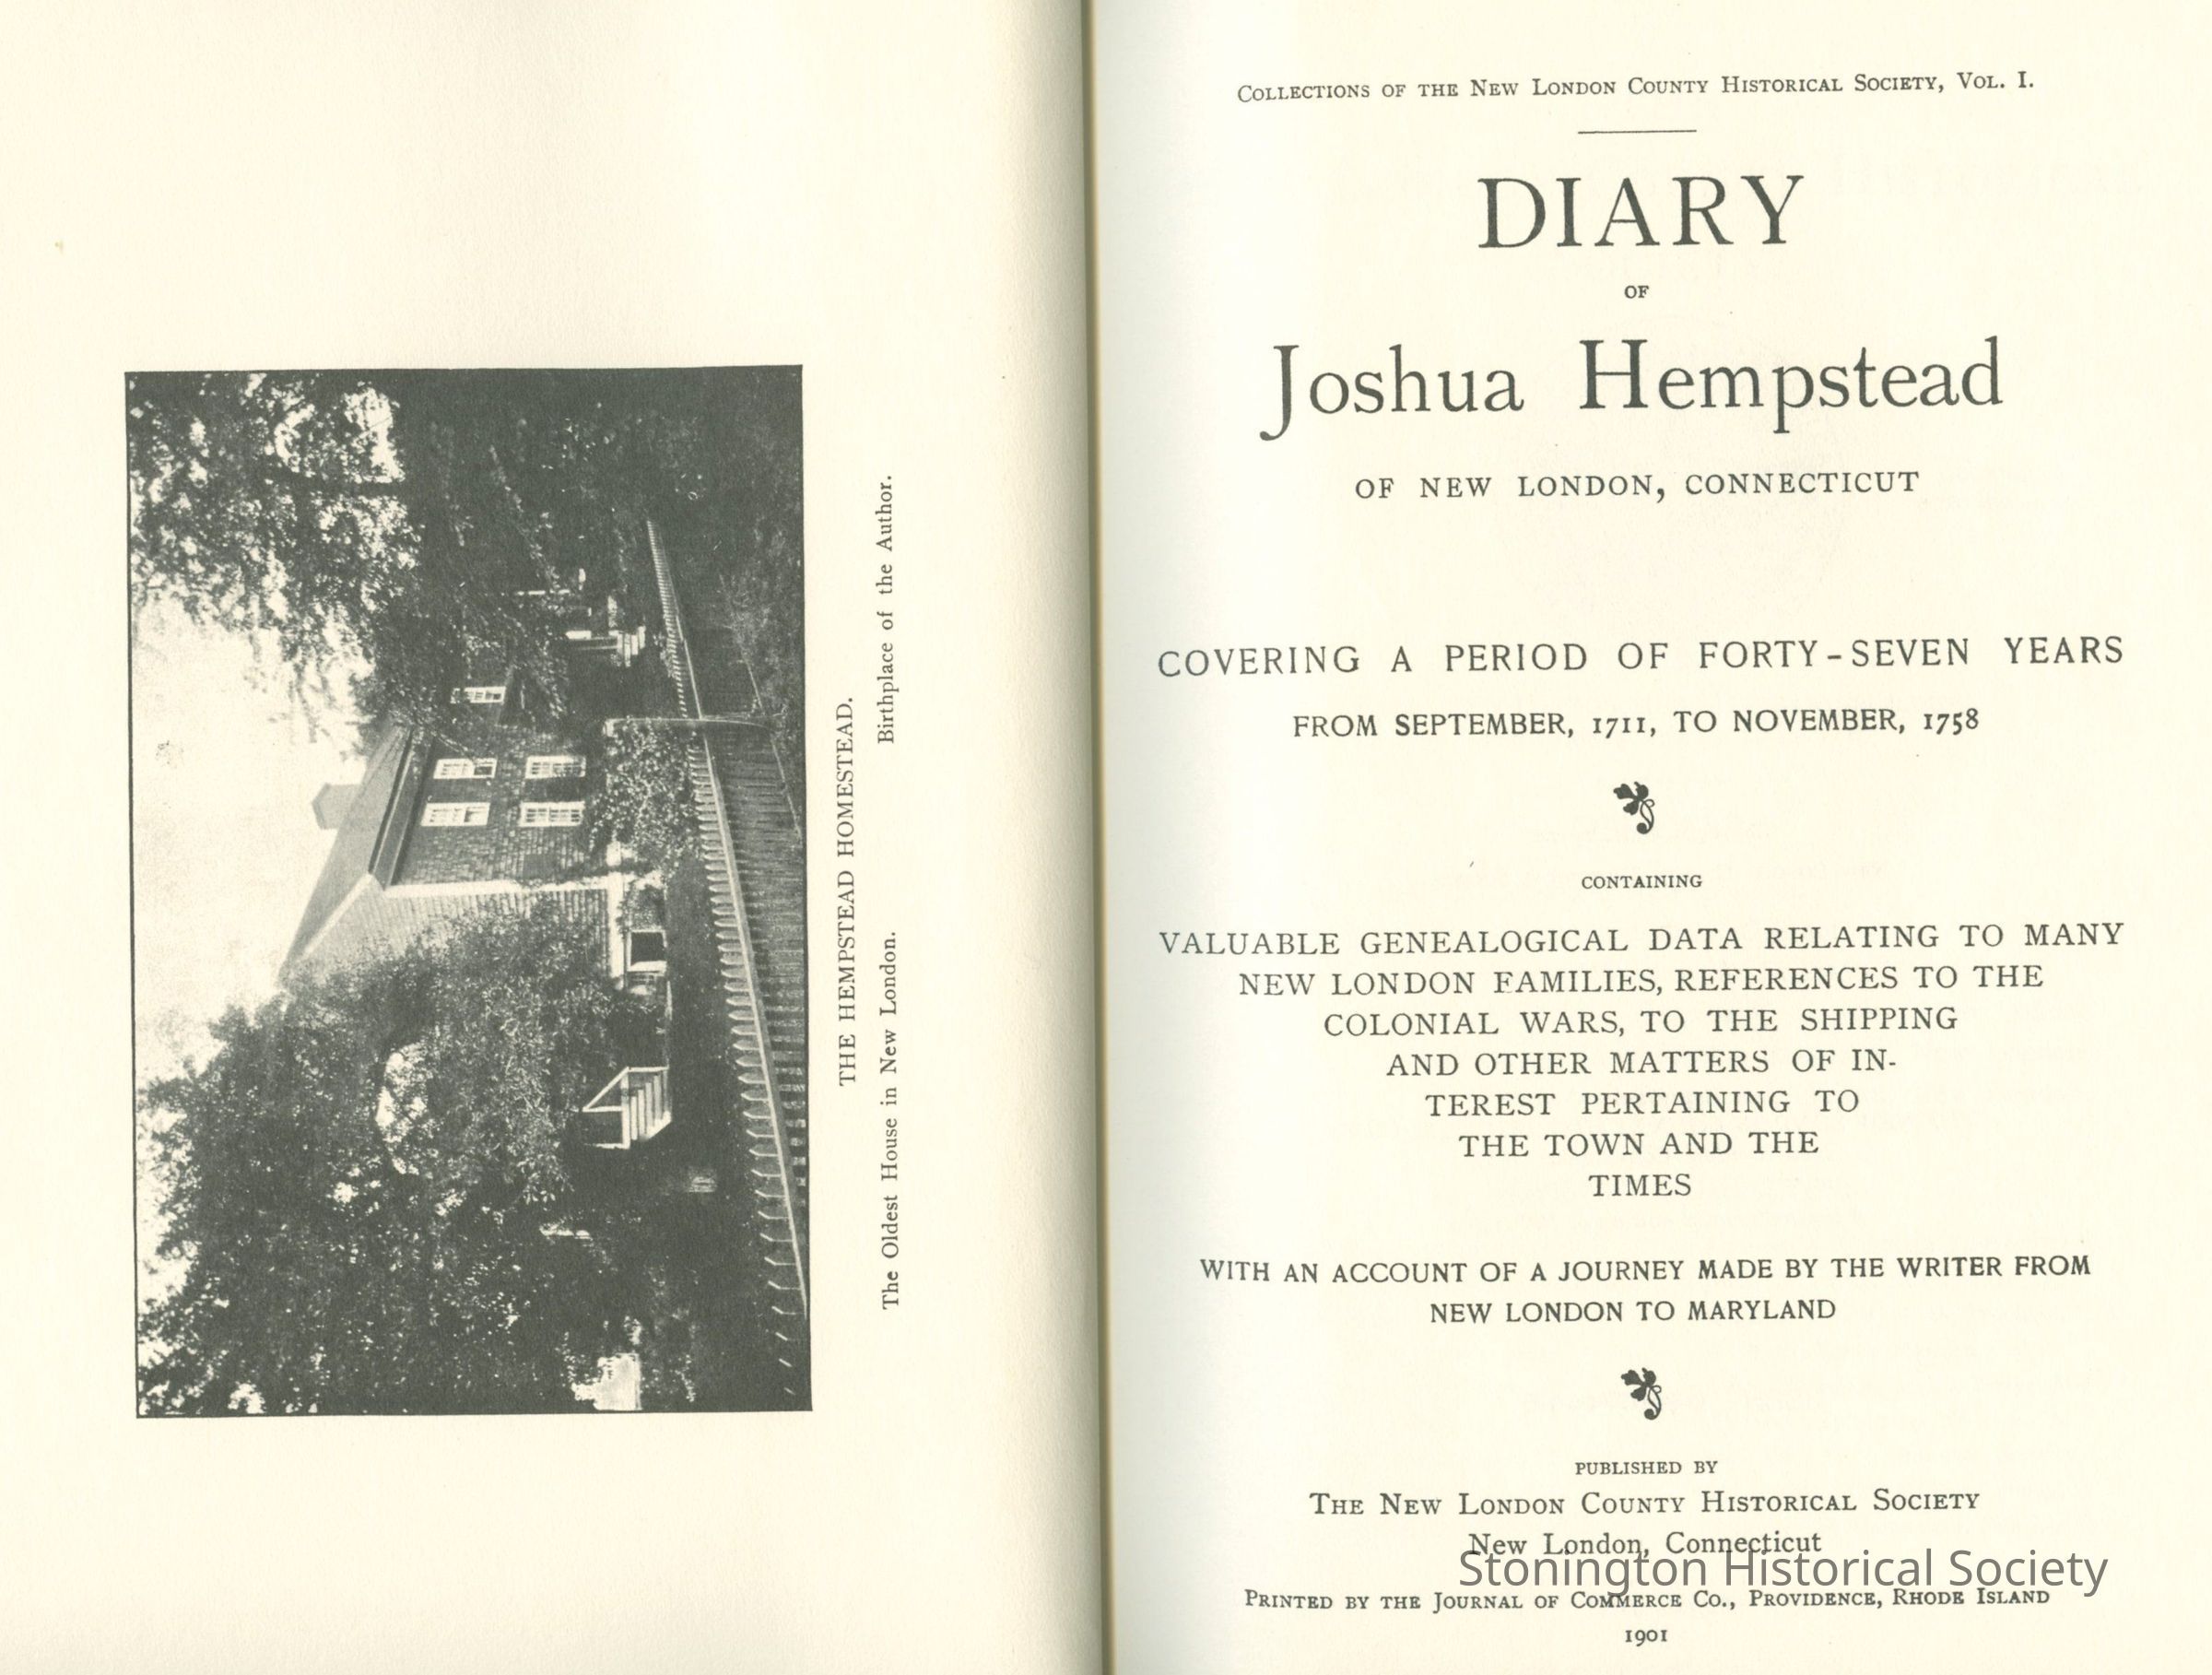 THE HEMPSTEAD HOMESTEAD.
The Oldest House in New London. Birthplace of the Author.
COLLECTIONS OF THE NEW LONDON COUNTY HISTORICAL SOCIETY, VOL. I.
DIARY
OF
Joshua Hempstead
OF NEW LONDON, CONNECTICUT
COVERING A PERIOD OF FORTY-SEVEN YEARS
FROM SEPTEMBER, 1711, TO NOVEMBER, 1758
CONTAINING
VALUABLE GENEALOGICAL DATA RELATING TO MANY
NEW LONDON FAMILIES, REFERENCES TO THE
COLONIAL WARS, TO THE SHIPPING
AND OTHER MATTERS OF IN-
TEREST PERTAINING TO
THE TOWN AND THE
TIMES
WITH AN ACCOUNT OF A JOURNEY MADE BY THE WRITER FROM
NEW LONDON TO MARYLAND
PUBLISHED BY
THE NEW LONDON COUNTY HISTORICAL SOCIETY
New London, Connecticut
Stonington Historical Society
PRINTED BY THE JOURNAL OF COMMERCE CO., PROVIDENCE, RHODE ISLAND
1901